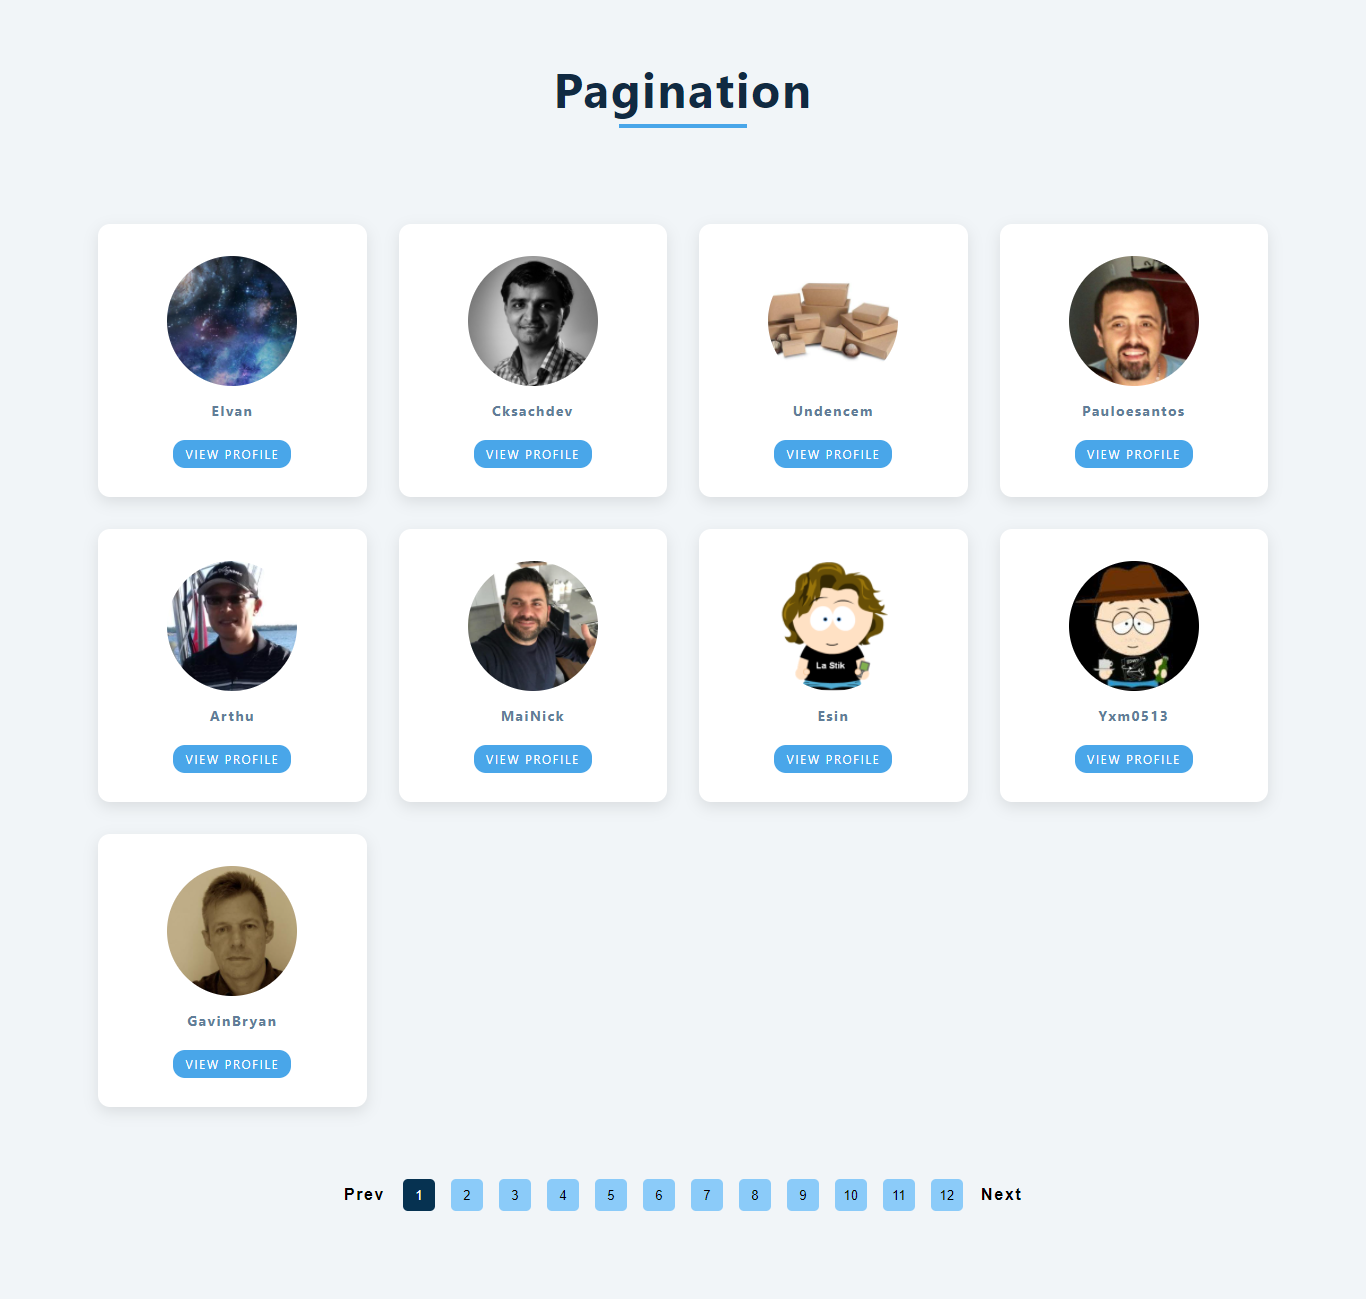 Pagination
Elvan
VIEW PROFILE
Cksachdev
VIEW PROFILE
Undencem
VIEW PROFILE
Pauloesantos
VIEW PROFILE
Arthu
VIEW PROFILE
MaiNick
VIEW PROFILE
La Stik
Esin
VIEW PROFILE
Yxm0513
VIEW PROFILE
GavinBryan
VIEW PROFILE
Prev 1 2 3 4 5 6 7 8 9 10 11 12 Next